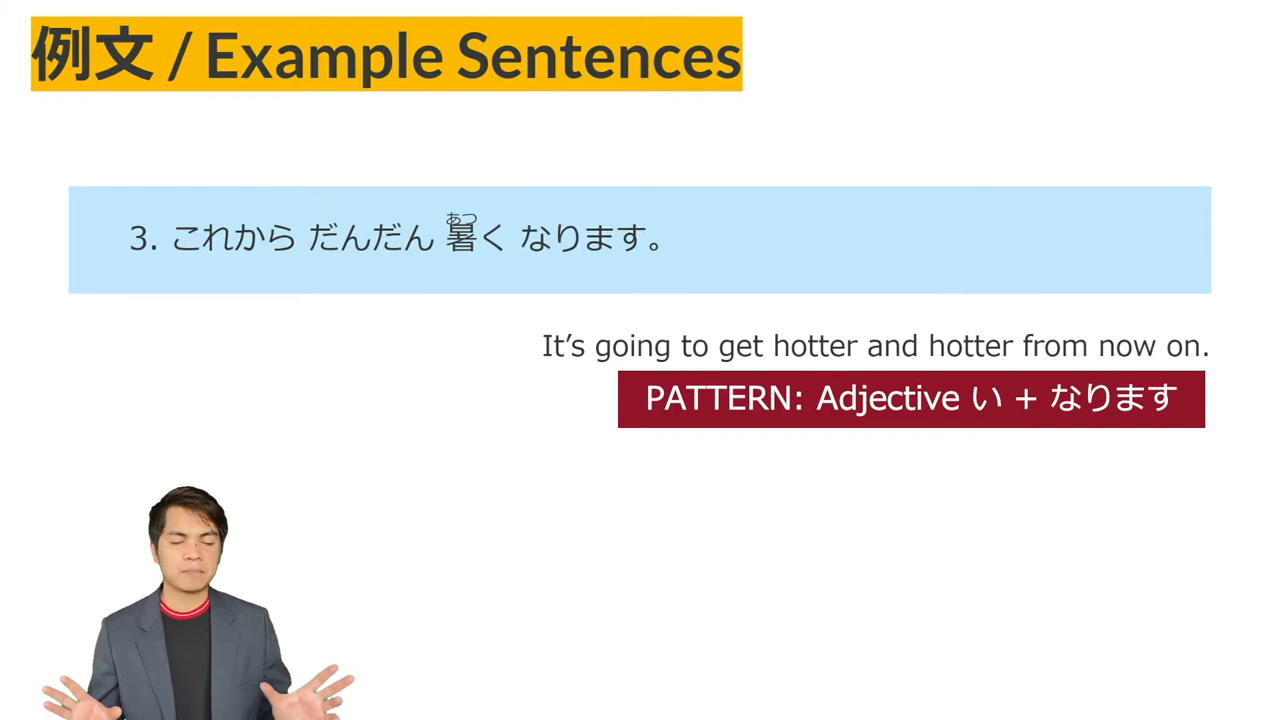 例文 / Example Sentences
あつ
3. これから だんだん 暑く なります。
It’s going to get hotter and hotter from now on.
PATTERN: Adjective い + なります